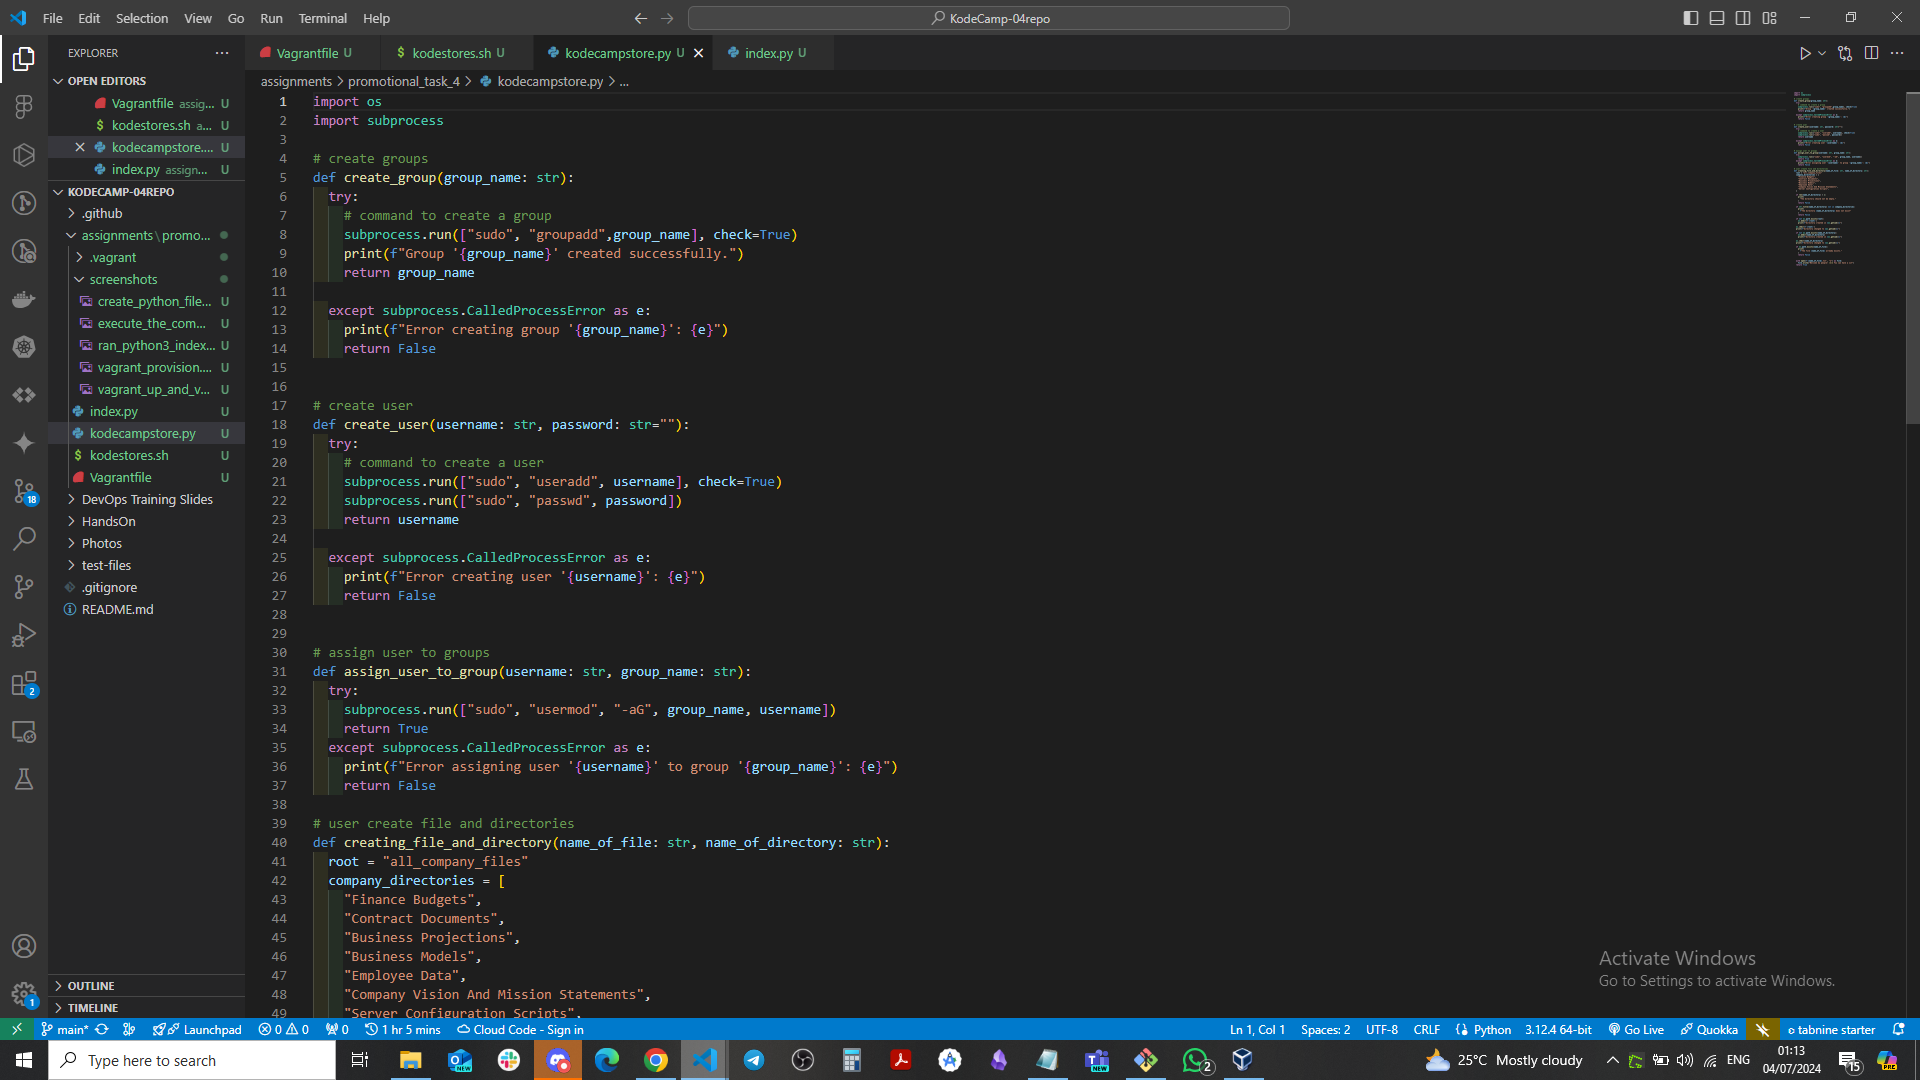 File Edit Selection View Go Run Terminal Help
KodeCamp-04repo
EXPLORER
OPEN EDITORS
Vagrantfile assig... U
kodestores.sh a... U
kodecampstore.... U
index.py assign... U
KODECAMP-04REPO
.github
assignments\promo...
.vagrant
screenshots
create_python_file... U
execute_the_com... U
ran_python3_index... U
vagrant_provision.... U
vagrant_up_and_v... U
index.py U
kodecampstore.py U
kodestores.sh U
Vagrantfile U
DevOps Training Slides
HandsOn
Photos
test-files
.gitignore
README.md
OUTLINE
TIMELINE
18
2
1
Vagrantfile U
kodestores.sh U
kodecampstore.py U
index.py U
assignments > promotional_task_4 > kodecampstore.py > ...
1 import os
2 import subprocess
3
4 # create groups
5 def create_group(group_name: str):
6 try:
7 # command to create a group
8 subprocess.run(["sudo", "groupadd",group_name], check=True)
9 print(f"Group '{group_name}' created successfully.")
10 return group_name
11
12 except subprocess.CalledProcessError as e:
13 print(f"Error creating group '{group_name}': {e}")
14 return False
15
16
17 # create user
18 def create_user(username: str, password: str=""):
19 try:
20 # command to create a user
21 subprocess.run(["sudo", "useradd", username], check=True)
22 subprocess.run(["sudo", "passwd", password])
23 return username
24
25 except subprocess.CalledProcessError as e:
26 print(f"Error creating user '{username}': {e}")
27 return False
28
29
30 # assign user to groups
31 def assign_user_to_group(username: str, group_name: str):
32 try:
33 subprocess.run(["sudo", "usermod", "-aG", group_name, username])
34 return True
35 except subprocess.CalledProcessError as e:
36 print(f"Error assigning user '{username}' to group '{group_name}': {e}")
37 return False
38
39 # user create file and directories
40 def creating_file_and_directory(name_of_file: str, name_of_directory: str):
41 root = "all_company_files"
42 company_directories = [
43 "Finance Budgets",
44 "Contract Documents",
45 "Business Projections",
46 "Business Models",
47 "Employee Data",
48 "Company Vision And Mission Statements",
49 "Server Configuration Scripts",
Activate Windows
Go to Settings to activate Windows.
main* Launchpad 0 0 0 1 hr 5 mins Cloud Code - Sign in
Ln 1, Col 1 Spaces: 2 UTF-8 CRLF Python 3.12.4 64-bit Go Live Quokka tabnine starter
Type here to search
25°C Mostly cloudy
ENG
01:13
04/07/2024
15